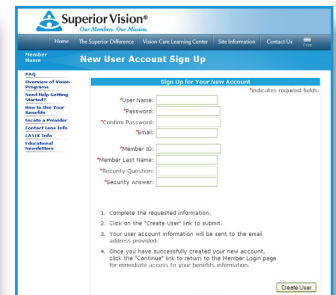 Superior Vision®
Our Members. Our Mission.
Home The Superior Difference Vision Care Learning Center Site Information Contact Us Print
Member Home
New User Account Sign Up
FAQ
Overview of Vision Programs
Need Help Getting Started?
How to Use Your Benefits
Locate a Provider
Contact Lens Info
LASIK Info
Educational Newsletters
Sign Up for Your New Account
*Indicates required fields.
*User Name:
*Password:
*Confirm Password:
*Email:
*Member ID:
*Member Last Name:
*Security Question:
*Security Answer:
1. Complete the requested information.
2. Click on the "Create User" link to submit.
3. Your user account information will be sent to the email
address provided.
4. Once you have successfully created your new account,
click the "Continue" link to return to the Member Login page
for immediate access to your benefits information.
Create User